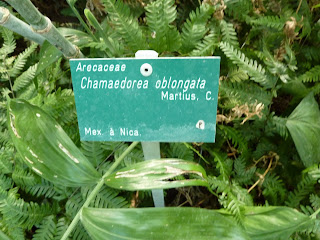 Arecaceae
Chamaedorea oblongata
Martius, C.
Mex. à Nica.